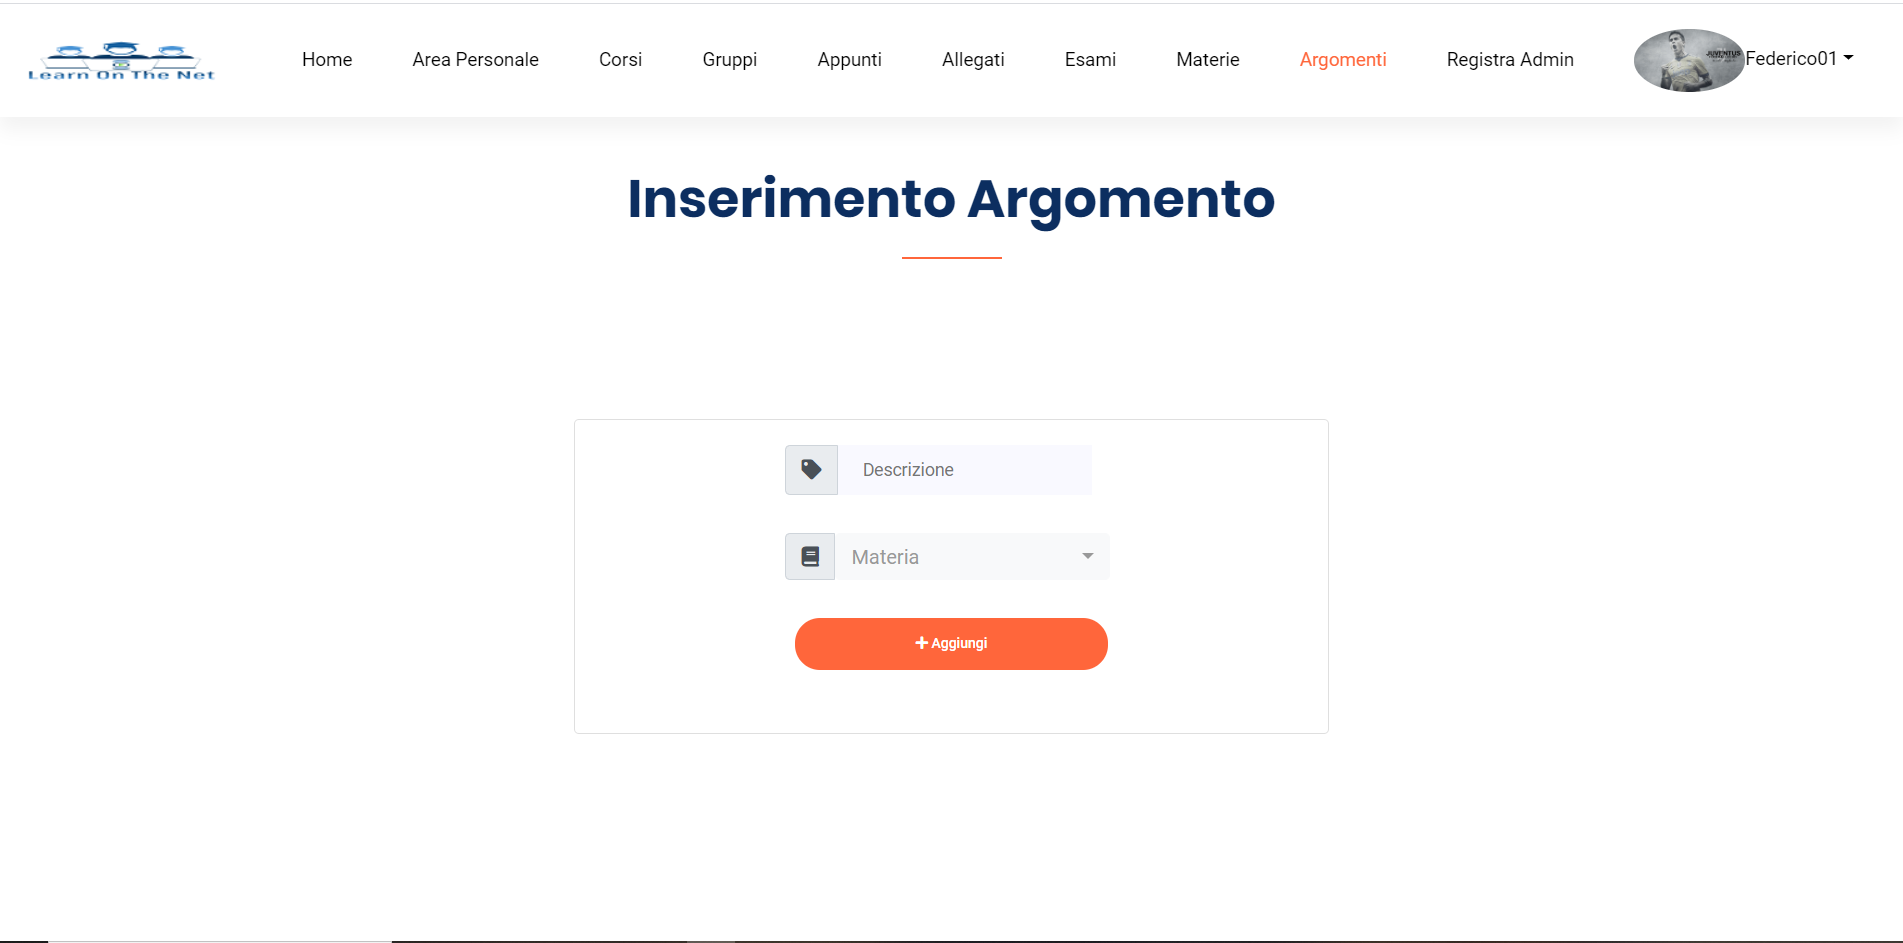 Learn On The Net
Home Area Personale Corsi Gruppi Appunti Allegati Esami Materie Argomenti Registra Admin Federico01
JUVENTUS
Inserimento Argomento
Descrizione
Materia
Aggiungi